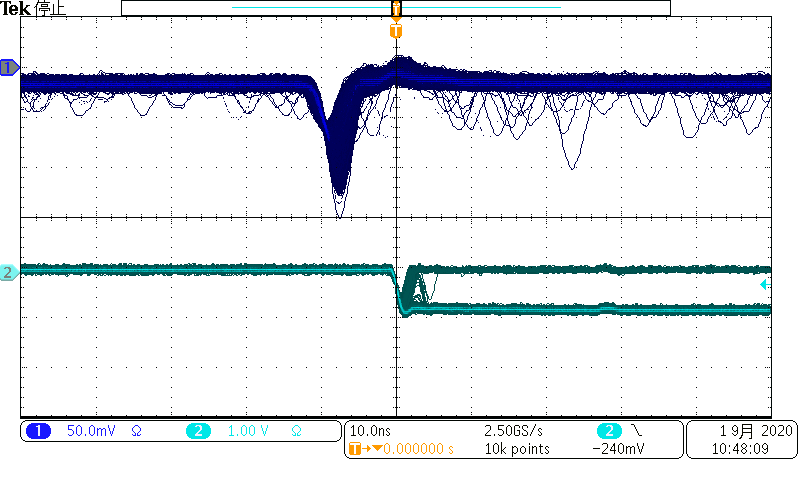 Tek 停止
T
T
1
2
1 50.0mV Ω 2 1.00 V Ω
10.0ns 2.50GS/s 2
T→▼0.000000 s 10k points −240mV
1 9月 2020
10:48:09